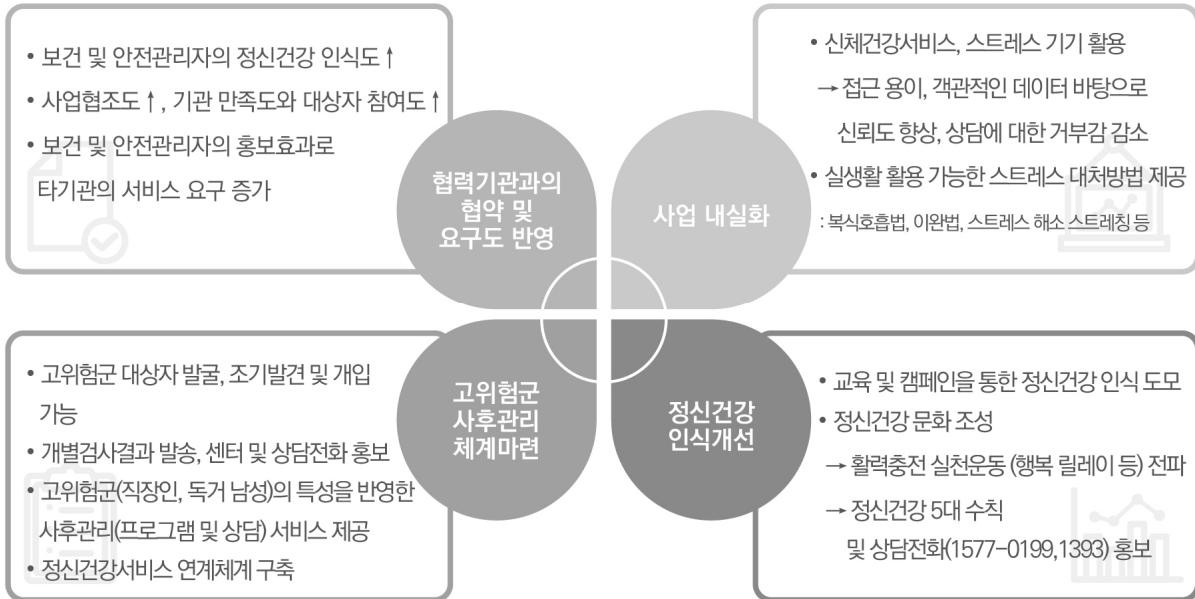 • 보건 및 안전관리자의 정신건강 인식도 ↑
• 사업협조도 ↑, 기관 만족도와 대상자 참여도 ↑
• 보건 및 안전관리자의 홍보효과로
타기관의 서비스 요구 증가
협력기관과의
협약 및
요구도 반영
사업 내실화
• 신체건강서비스, 스트레스 기기 활용
→ 접근 용이, 객관적인 데이터 바탕으로
신뢰도 향상, 상담에 대한 거부감 감소
• 실생활 활용 가능한 스트레스 대처방법 제공
: 복식호흡법, 이완법, 스트레스 해소 스트레칭 등
• 고위험군 대상자 발굴, 조기발견 및 개입
가능
• 개별검사결과 발송, 센터 및 상담전화 홍보
• 고위험군(직장인, 독거 남성)의 특성을 반영한
사후관리(프로그램 및 상담) 서비스 제공
• 정신건강서비스 연계체계 구축
고위험군
사후관리
체계마련
정신건강
인식개선
• 교육 및 캠페인을 통한 정신건강 인식 도모
• 정신건강 문화 조성
→ 활력충전 실천운동 (행복 릴레이 등) 전파
→ 정신건강 5대 수칙
및 상담전화(1577-0199,1393) 홍보